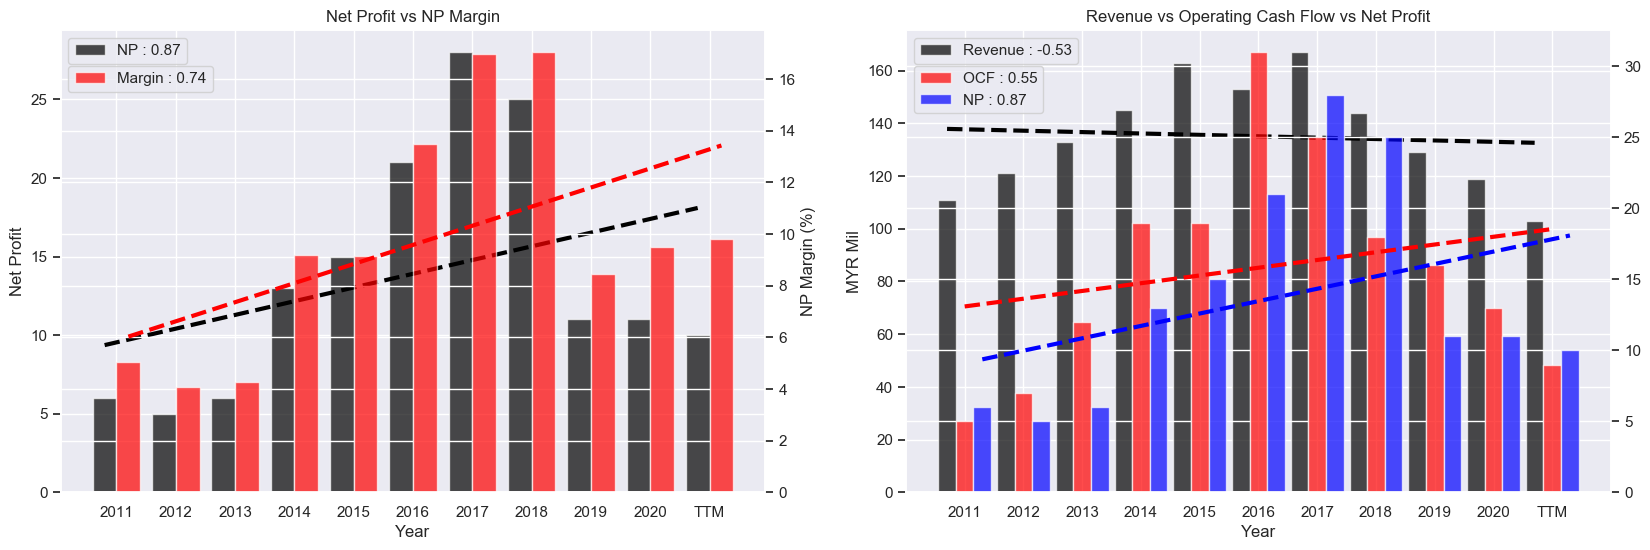 Net Profit vs NP Margin
NP : 0.87
Margin : 0.74
Net Profit
25
20
15
10
5
0
16
14
12
10
8
6
4
2
0
NP Margin (%)
2011 2012 2013 2014 2015 2016 2017 2018 2019 2020 TTM
Year
Revenue vs Operating Cash Flow vs Net Profit
Revenue : -0.53
OCF : 0.55
NP : 0.87
MYR Mil
160
140
120
100
80
60
40
20
0
30
25
20
15
10
5
0
2011 2012 2013 2014 2015 2016 2017 2018 2019 2020 TTM
Year